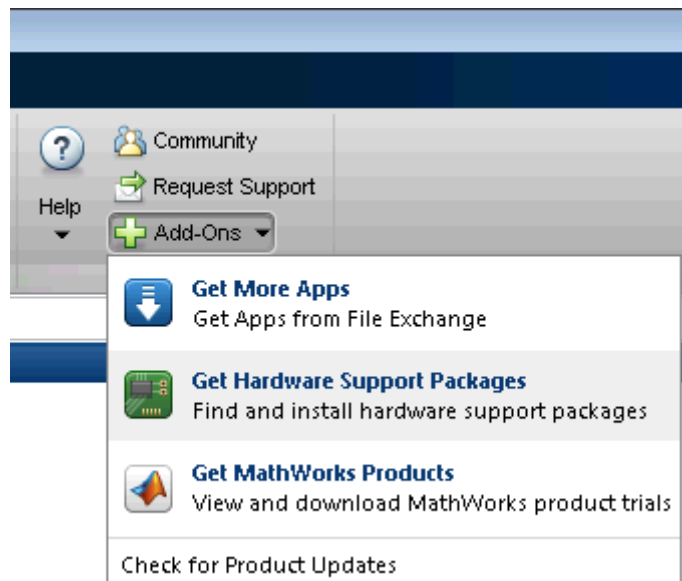 ?
Help
Community
Request Support
Add-Ons
Get More Apps
Get Apps from File Exchange
Get Hardware Support Packages
Find and install hardware support packages
Get MathWorks Products
View and download MathWorks product trials
Check for Product Updates